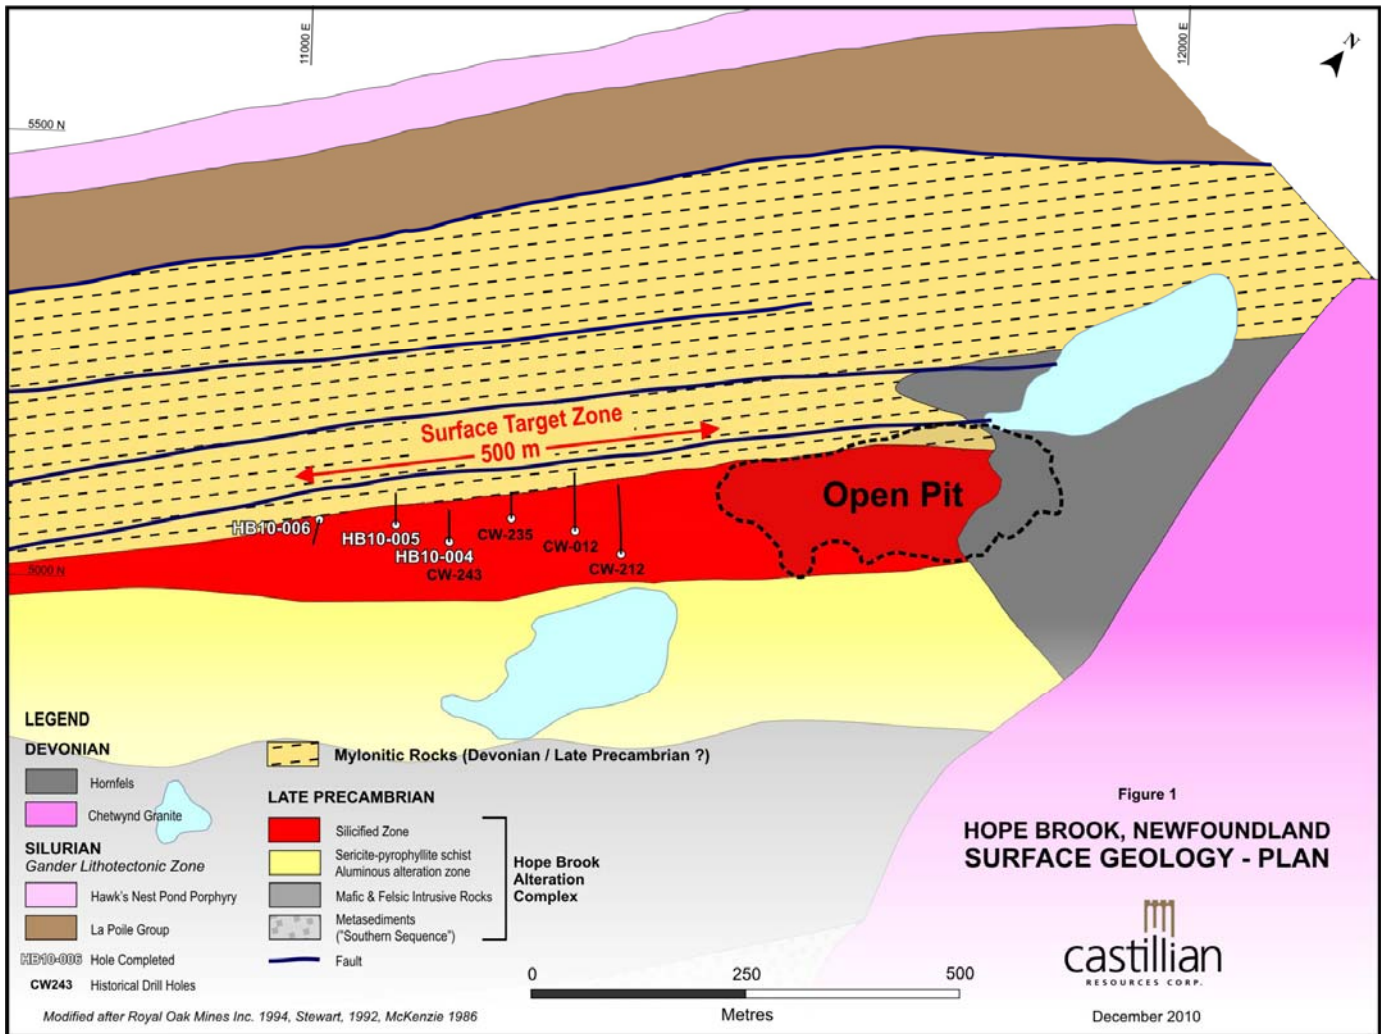 11000 E
12000 E
N
5500 N
Surface Target Zone
500 m
Open Pit
HB10-006
HB10-005
HB10-004
CW-243
CW-235
CW-012
CW-212
5000 N
LEGEND
DEVONIAN
Hornfels
Chetwynd Granite
SILURIAN
Gander Lithotectonic Zone
Hawk's Nest Pond Porphyry
La Poile Group
HB10-006 Hole Completed
CW243 Historical Drill Holes
Mylonitic Rocks (Devonian / Late Precambrian ?)
LATE PRECAMBRIAN
Silicified Zone
Sericite-pyrophyllite schist
Aluminous alteration zone
Mafic & Felsic Intrusive Rocks
Metasediments
("Southern Sequence")
Fault
Hope Brook
Alteration
Complex
0 250 500
Metres
Figure 1
HOPE BROOK, NEWFOUNDLAND
SURFACE GEOLOGY - PLAN
castillian
RESOURCES CORP.
December 2010
Modified after Royal Oak Mines Inc. 1994, Stewart, 1992, McKenzie 1986